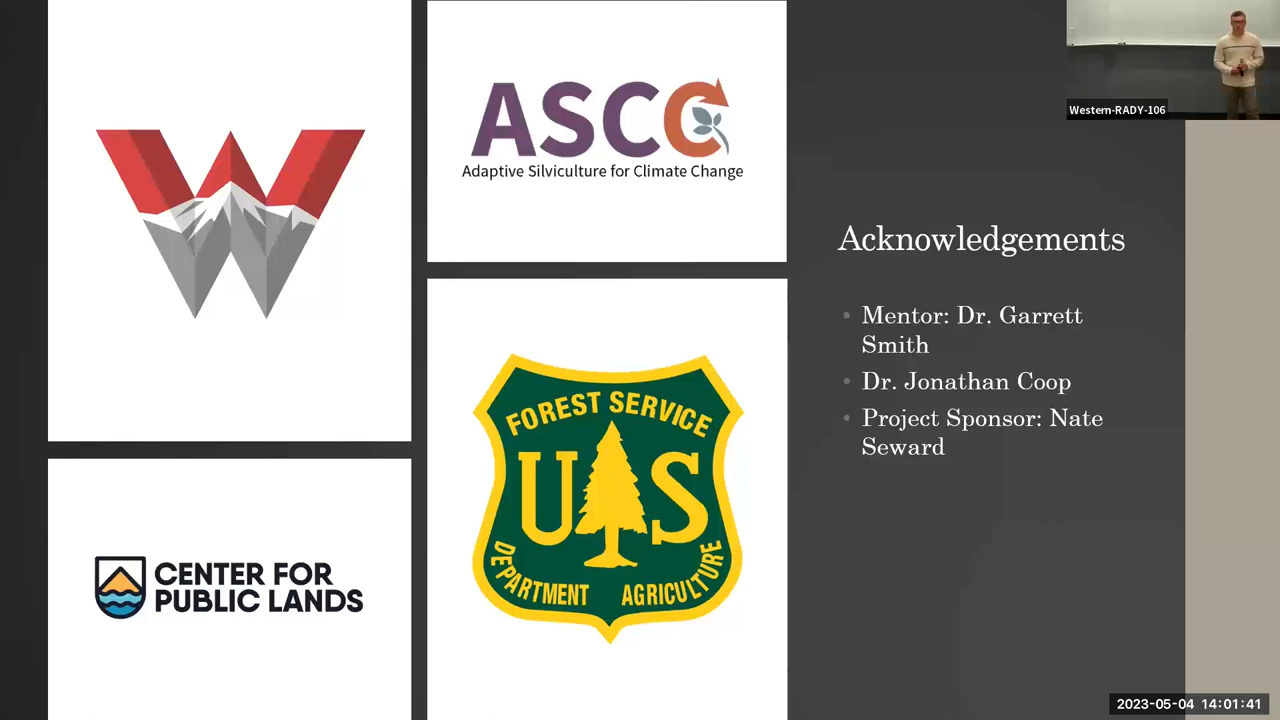 ASCC
Adaptive Silviculture for Climate Change
Western-RADY-106
Acknowledgements
• Mentor: Dr. Garrett
Smith
• Dr. Jonathan Coop
• Project Sponsor: Nate
Seward
FOREST SERVICE
U S
DEPARTMENT AGRICULTURE
CENTER FOR
PUBLIC LANDS
W
2023-05-04 14:01:41